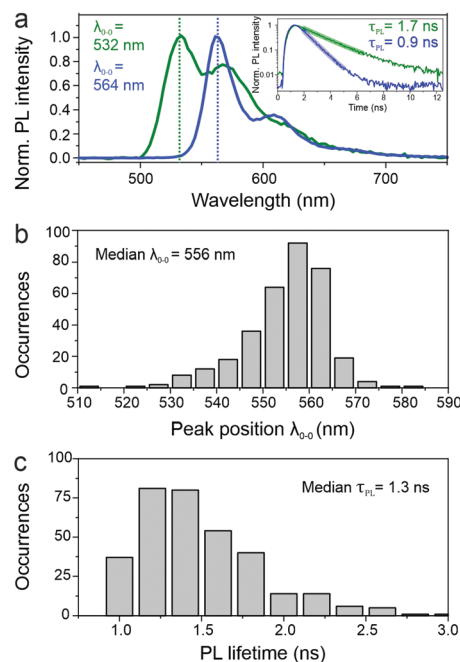 a
λ0-0 =
532 nm
λ0-0 =
564 nm
τPL = 1.7 ns
τPL = 0.9 ns
Norm. PL intensity
1
0.1
0.01
0 2 4 6 8 10 12
Time (ns)
Norm. PL intensity
1.0
0.8
0.6
0.4
0.2
0.0
500 600 700
Wavelength (nm)
b
Median λ0-0 = 556 nm
Occurrences
100
80
60
40
20
0
510 520 530 540 550 560 570 580 590
Peak position λ0-0 (nm)
c
Median τPL = 1.3 ns
Occurrences
75
50
25
0
1.0 1.5 2.0 2.5 3.0
PL lifetime (ns)